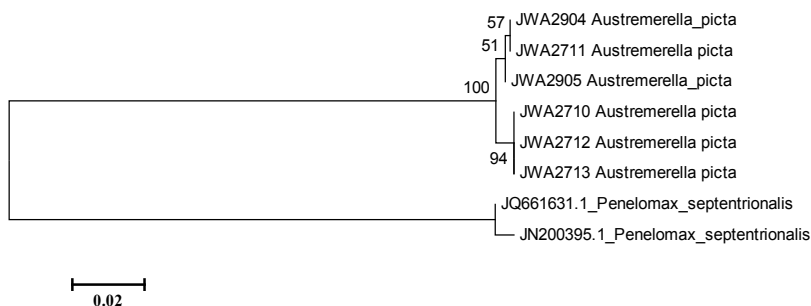 57
JWA2904 Austremerella_picta
51
JWA2711 Austremerella picta
JWA2905 Austremerella_picta
100
JWA2710 Austremerella picta
JWA2712 Austremerella picta
94
JWA2713 Austremerella picta
JQ661631.1_Penelomax_septentrionalis
JN200395.1_Penelomax_septentrionalis
0.02